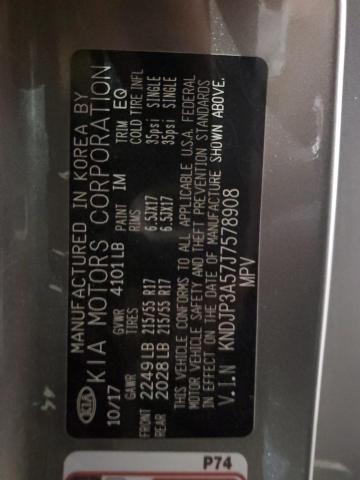 MANUFACTURED IN KOREA BY
KIA MOTORS CORPORATION
KIA
10/17 GVWR 4101LB PAINT IM TRIM EQ
GAWR TIRES RIMS COLD TIRE INFL
FRONT 2249LB 215/55 R17 6.5JX17 35psi SINGLE
REAR 2028LB 215/55 R17 6.5JX17 35psi SINGLE
THIS VEHICLE CONFORMS TO ALL APPLICABLE U.S.A. FEDERAL
MOTOR VEHICLE SAFETY AND THEFT PREVENTION STANDARDS
IN EFFECT ON THE DATE OF MANUFACTURE SHOWN ABOVE.
V.I.N KNDJP3A57J7578908
MPV
P74